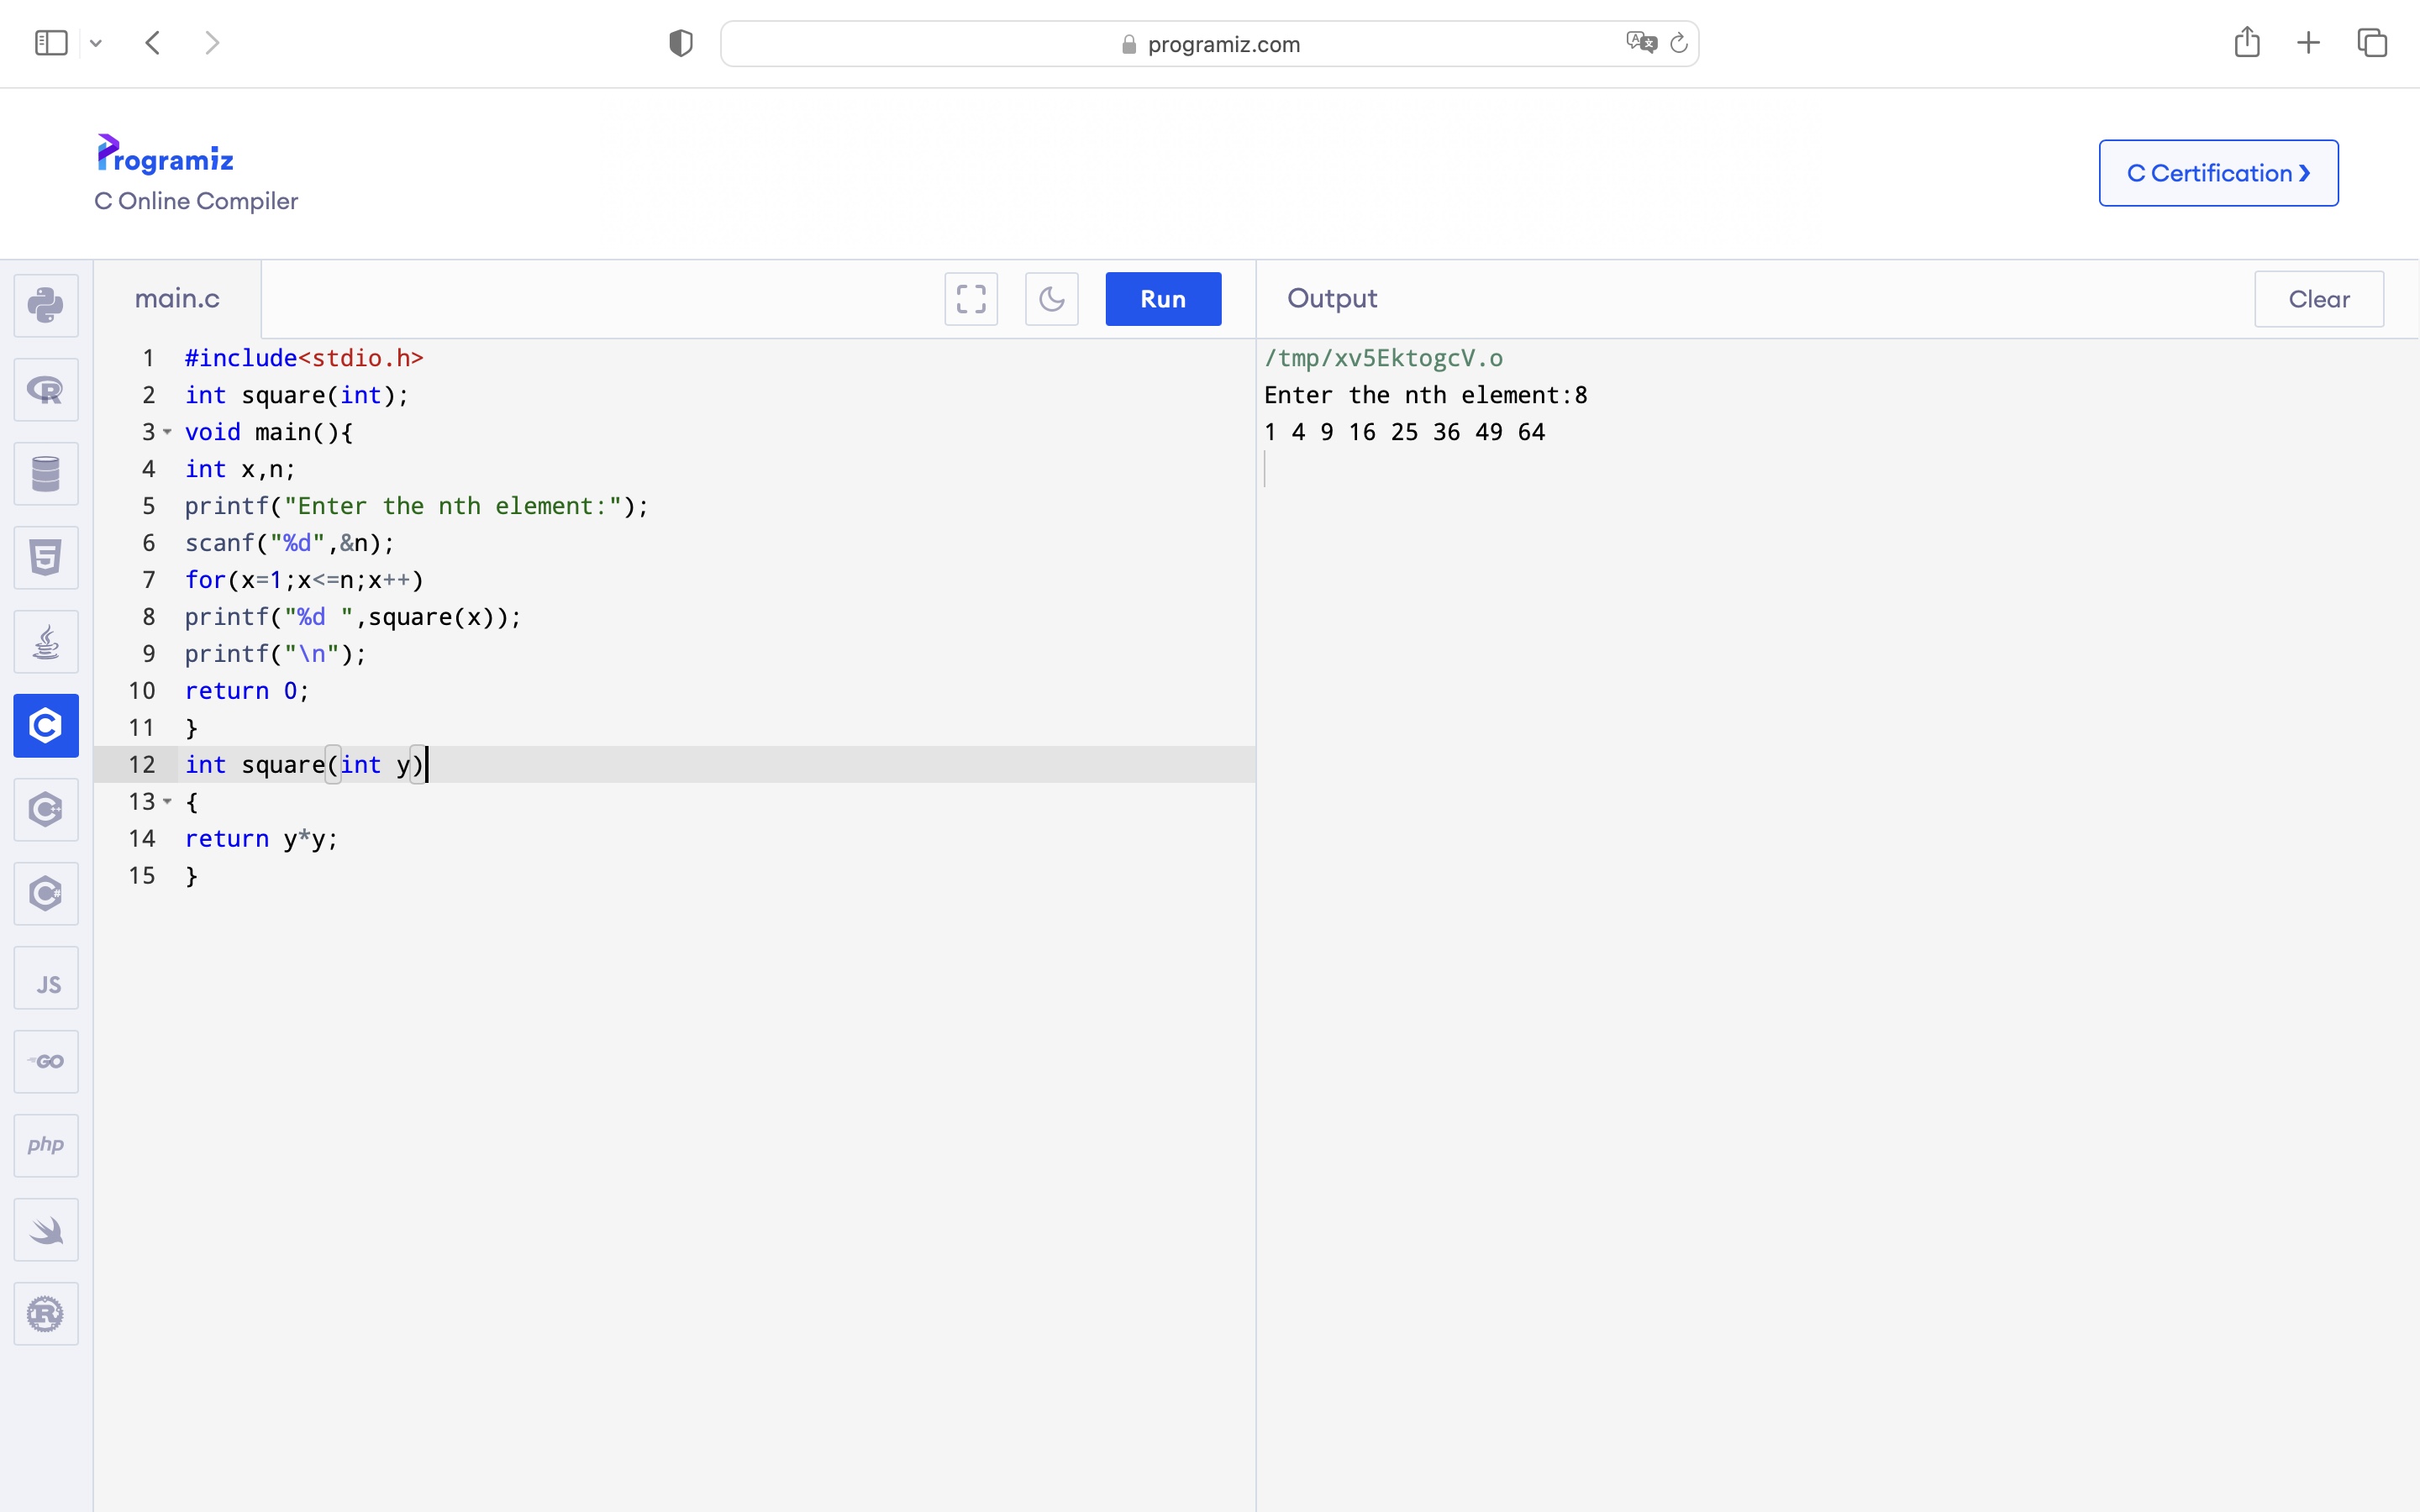 programiz.com
Programiz
C Online Compiler
C Certification ❯
main.c
Run
Output
Clear
1 #include<stdio.h>
2 int square(int);
3 void main(){
4 int x,n;
5 printf("Enter the nth element:");
6 scanf("%d",&n);
7 for(x=1;x<=n;x++)
8 printf("%d ",square(x));
9 printf("\n");
10 return 0;
11 }
12 int square(int y)
13 {
14 return y*y;
15 }
/tmp/xv5EktogcV.o
Enter the nth element:8
1 4 9 16 25 36 49 64
R
5
C
C++
C#
JS
GO
php
R